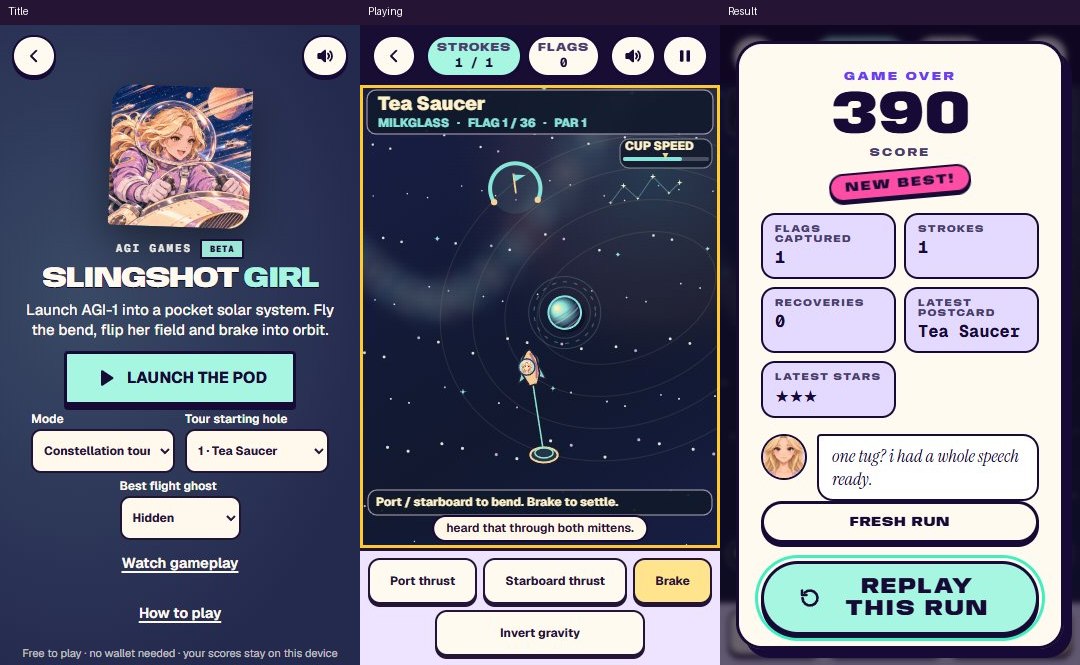 Title
AGI GAMES BETA
SLINGSHOT GIRL
Launch AGI-1 into a pocket solar system. Fly
the bend, flip her field and brake into orbit.
LAUNCH THE POD
Mode
Tour starting hole
Constellation tour
1 · Tea Saucer
Best flight ghost
Hidden
Watch gameplay
How to play
Free to play · no wallet needed · your scores stay on this device
Playing
STROKES
1 / 1
FLAGS
0
Tea Saucer
MILKGLASS · FLAG 1 / 36 · PAR 1
CUP SPEED
Port / starboard to bend. Brake to settle.
heard that through both mittens.
Port thrust
Starboard thrust
Brake
Invert gravity
Result
GAME OVER
390
SCORE
NEW BEST!
FLAGS
CAPTURED
1
STROKES
1
RECOVERIES
0
LATEST
POSTCARD
Tea Saucer
LATEST STARS
★★★
one tug? i had a whole speech
ready.
FRESH RUN
REPLAY
THIS RUN